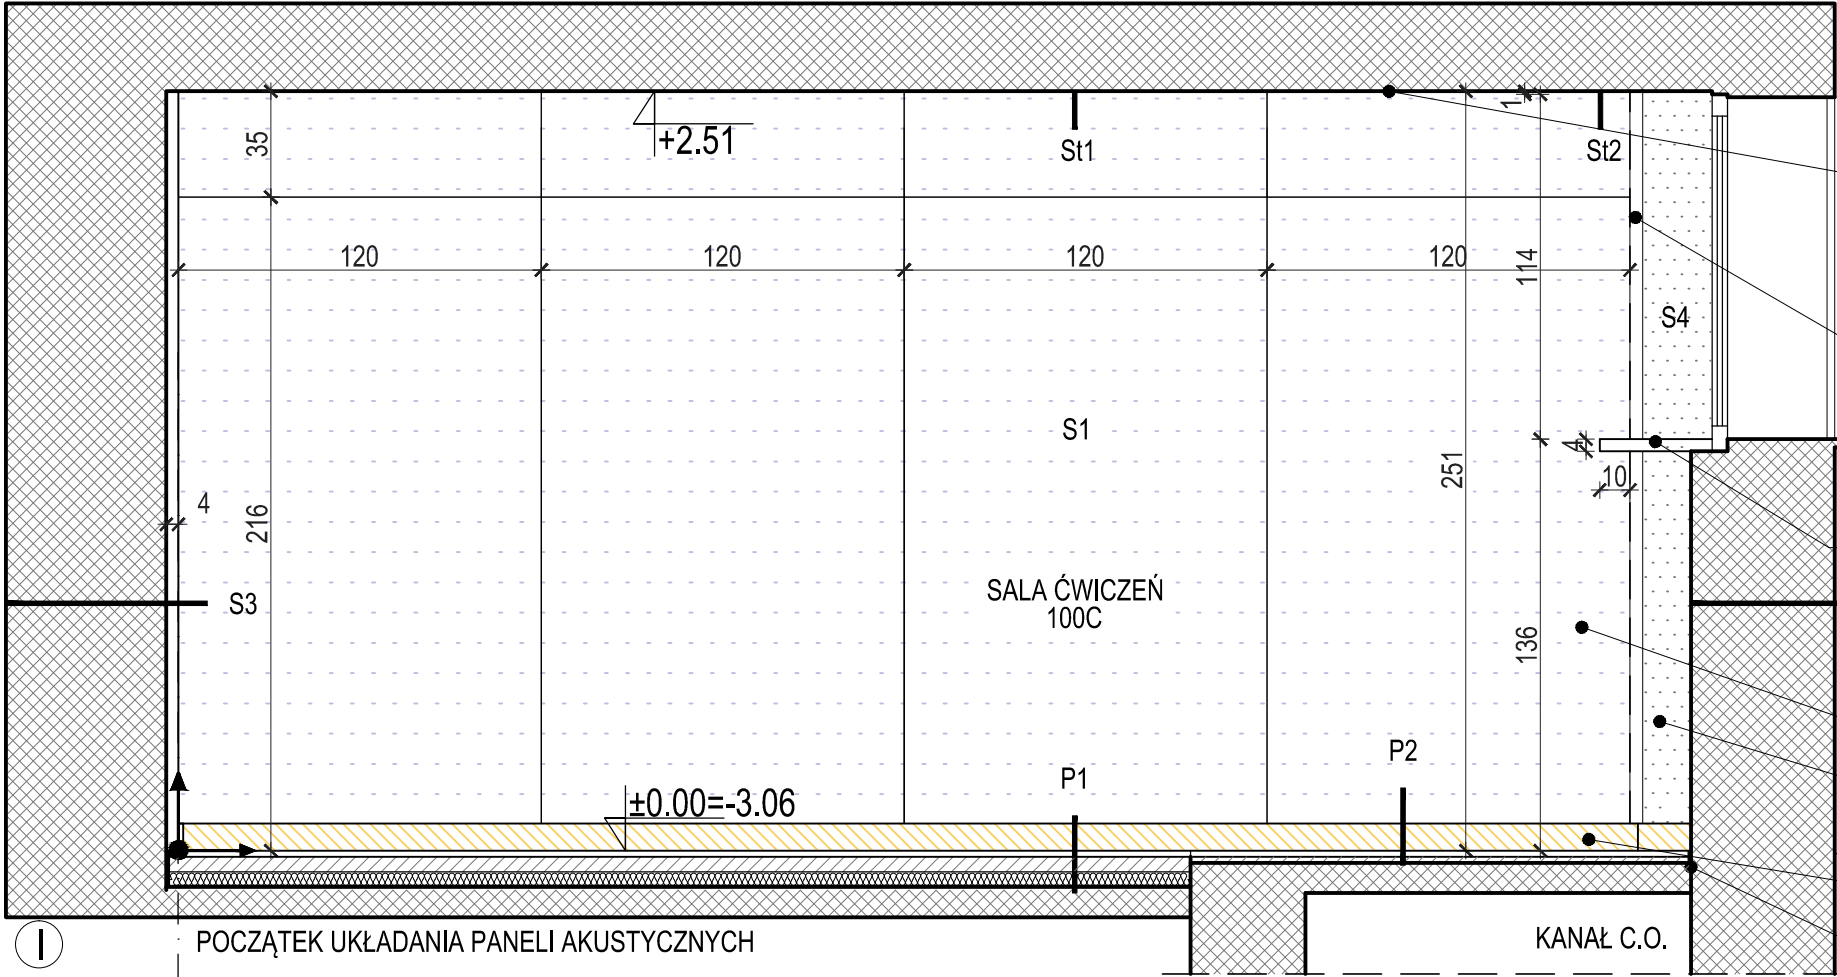 1
35
+2.51
St1
St2
120
120
120
120
114
S4
S1
4
251
10
4
216
S3
SALA ĆWICZEŃ
100C
136
P2
P1
±0.00=-3.06
I
POCZĄTEK UKŁADANIA PANELI AKUSTYCZNYCH
KANAŁ C.O.